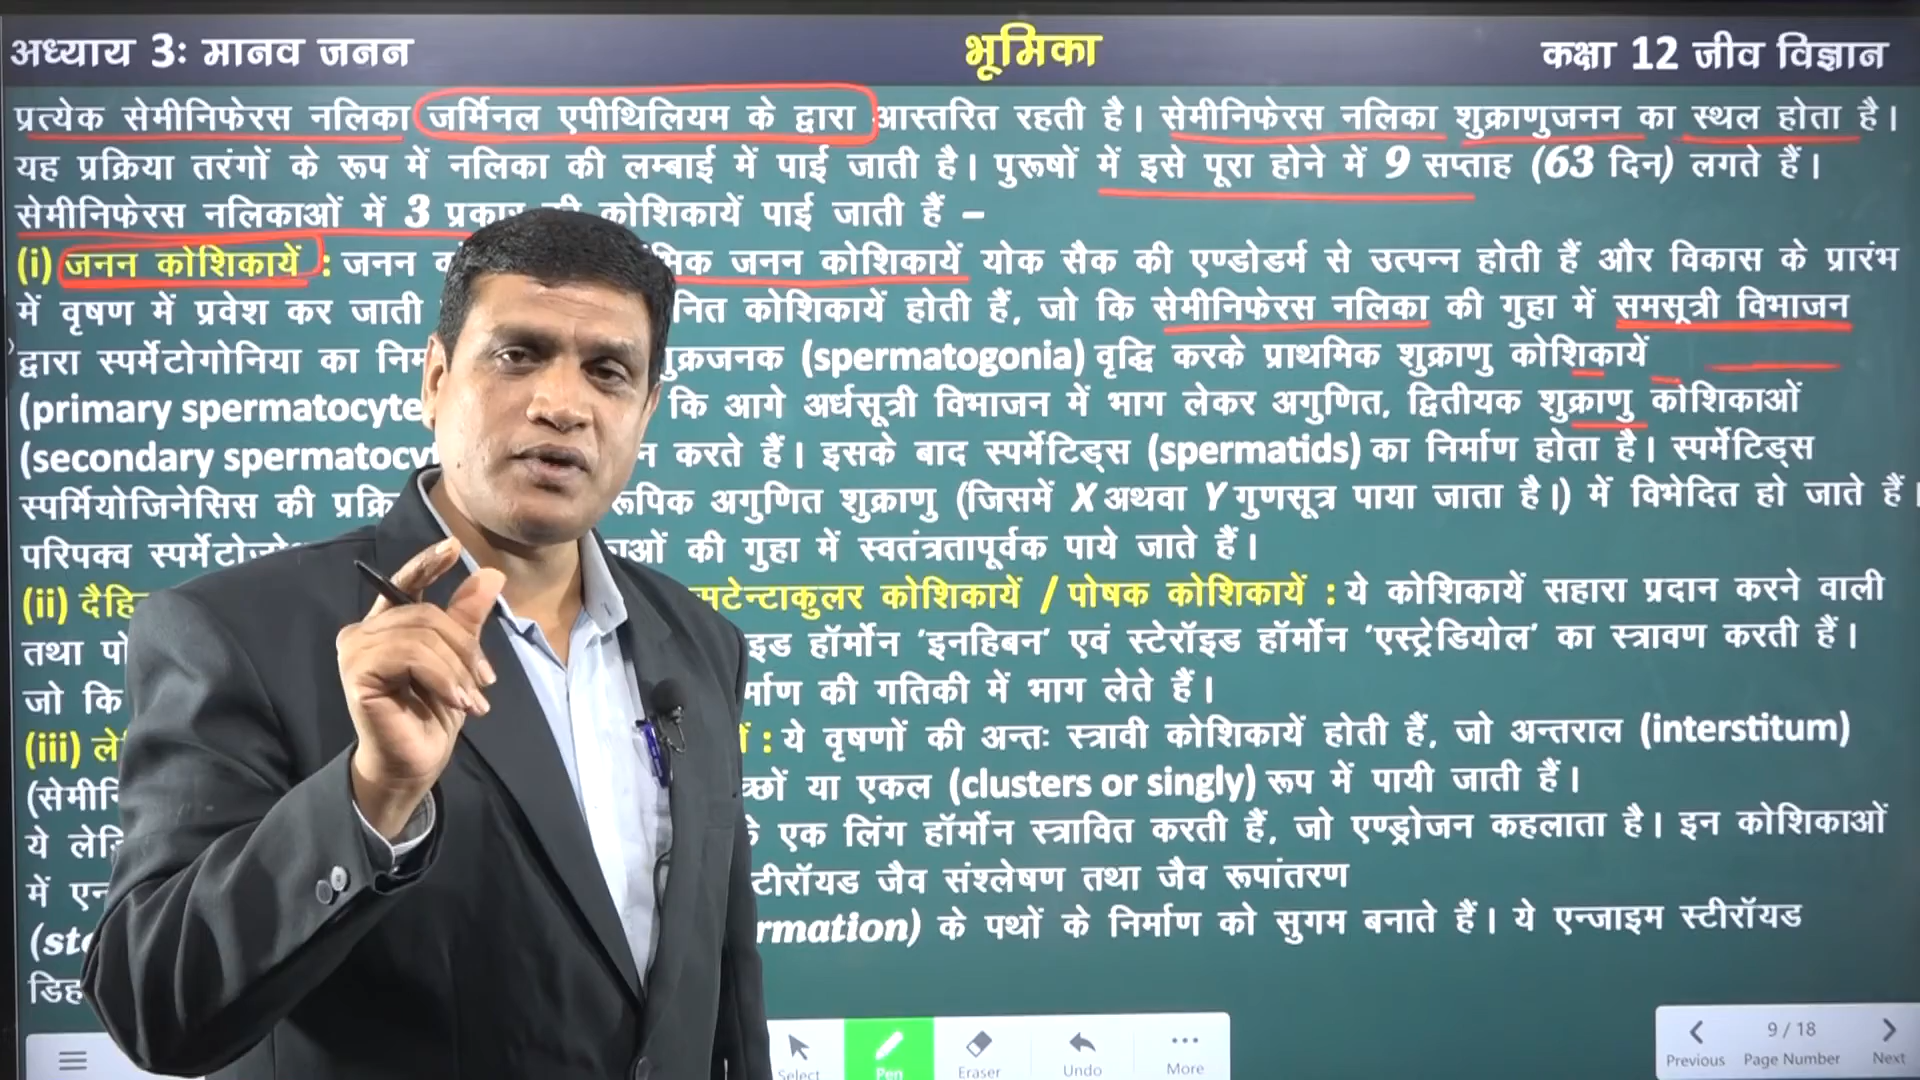 अध्याय 3: मानव जनन
भूमिका
कक्षा 12 जीव विज्ञान
प्रत्येक सेमीनिफेरस नलिका जर्मिनल एपीथिलियम के द्वारा आस्तरित रहती है। सेमीनिफेरस नलिका शुक्राणुजनन का स्थल होता है।
यह प्रक्रिया तरंगों के रूप में नलिका की लम्बाई में पाई जाती है। पुरूषों में इसे पूरा होने में 9 सप्ताह (63 दिन) लगते हैं।
सेमीनिफेरस नलिकाओं में 3 प्रकार कोशिकायें पाई जाती हैं –
(i) जनन कोशिकायें : जनन जनन कोशिकायें योक सैक की एण्डोडर्म से उत्पन्न होती हैं और विकास के प्रारंभ
में वृषण में प्रवेश कर जाती कोशिकायें होती हैं, जो कि सेमीनिफेरस नलिका की गुहा में समसूत्री विभाजन
द्वारा स्पर्मेटोगोनिया का (spermatogonia) वृद्धि करके प्राथमिक शुक्राणु कोशिकायें
(primary कि आगे अर्धसूत्री विभाजन में भाग लेकर अगुणित, द्वितीयक शुक्राणु कोशिकाओं
(secondary करते हैं। इसके बाद स्पर्मेटिड्स (spermatids) का निर्माण होता है। स्पर्मेटिड्स
स्पर्मियोजिनेसिस की अगुणित शुक्राणु (जिसमें X अथवा Y गुणसूत्र पाया जाता है।) में विभेदित हो जाते हैं।
परिपक्व की गुहा में स्वतंत्रतापूर्वक पाये जाते हैं।
(ii) कोशिकायें / पोषक कोशिकायें : ये कोशिकायें सहारा प्रदान करने वाली
तथा हॉर्मोन 'इनहिबन' एवं स्टेरॉइड हॉर्मोन 'एस्ट्रेडियोल' का स्त्रावण करती हैं।
जो कि की गतिकी में भाग लेते हैं।
(iii) : ये वृषणों की अन्तः स्त्रावी कोशिकायें होती हैं, जो अन्तराल (interstitum)
या एकल (clusters or singly) रूप में पायी जाती हैं।
ये एक लिंग हॉर्मोन स्त्रावित करती हैं, जो एण्ड्रोजन कहलाता है। इन कोशिकाओं
में जैव संश्लेषण तथा जैव रूपांतरण
के पथों के निर्माण को सुगम बनाते हैं। ये एन्जाइम स्टीरॉयड
Select
Pen
Eraser
Undo
More
Previous
9 / 18
Page Number
Next